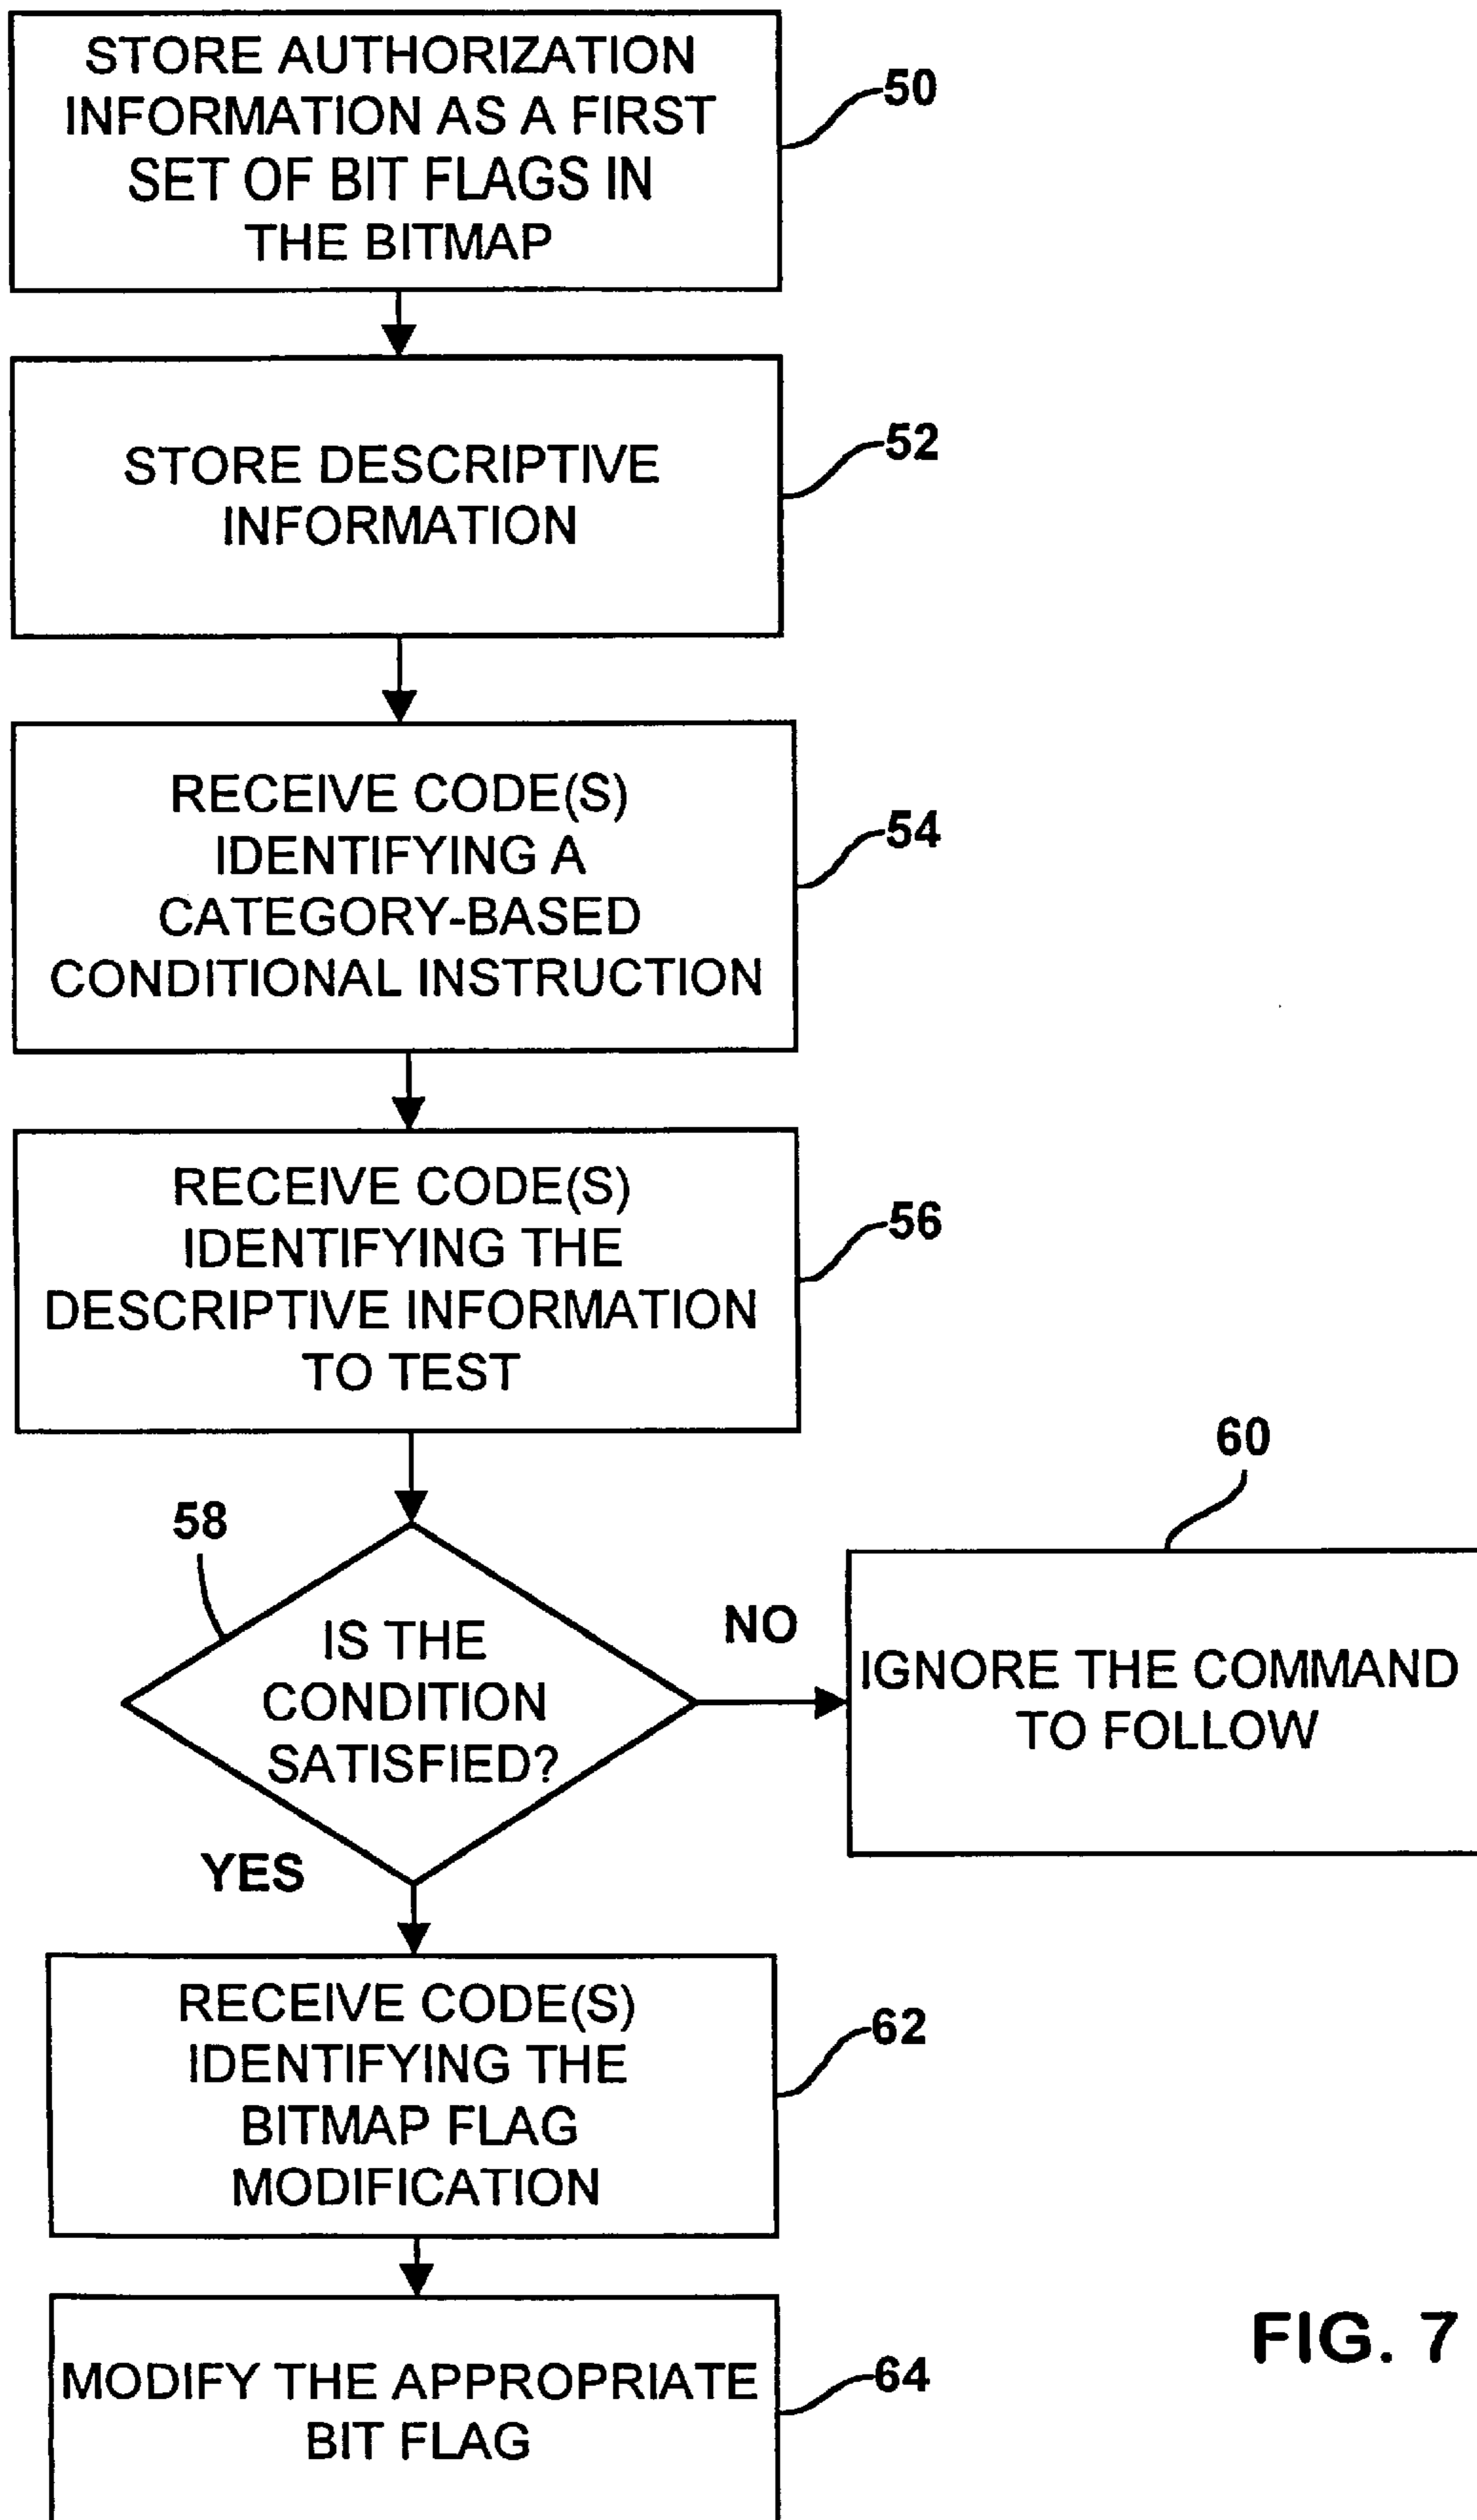 STORE AUTHORIZATION
INFORMATION AS A FIRST
SET OF BIT FLAGS IN
THE BITMAP
50
STORE DESCRIPTIVE
INFORMATION
52
RECEIVE CODE(S)
IDENTIFYING A
CATEGORY-BASED
CONDITIONAL INSTRUCTION
54
RECEIVE CODE(S)
IDENTIFYING THE
DESCRIPTIVE INFORMATION
TO TEST
56
58
IS THE
CONDITION
SATISFIED?
NO
60
IGNORE THE COMMAND
TO FOLLOW
YES
RECEIVE CODE(S)
IDENTIFYING THE
BITMAP FLAG
MODIFICATION
62
MODIFY THE APPROPRIATE
BIT FLAG
64
FIG. 7